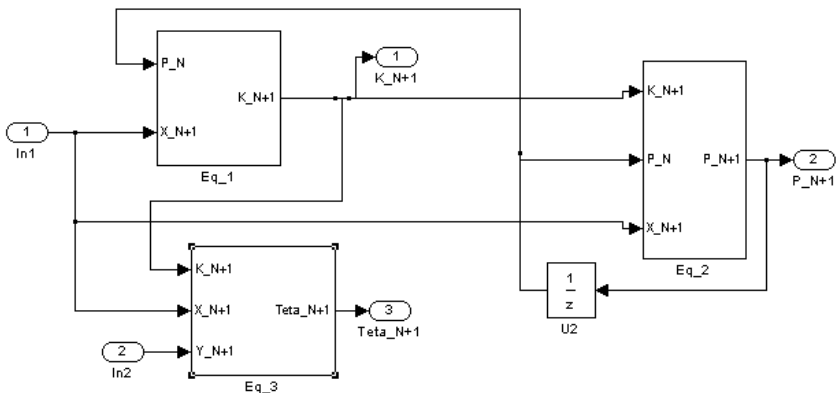 P_N
K_N+1
X_N+1
Eq_1
1
K_N+1
1
In1
K_N+1
P_N
P_N+1
X_N+1
Eq_2
2
P_N+1
K_N+1
X_N+1
Teta_N+1
Y_N+1
Eq_3
3
Teta_N+1
2
In2
1
z
U2